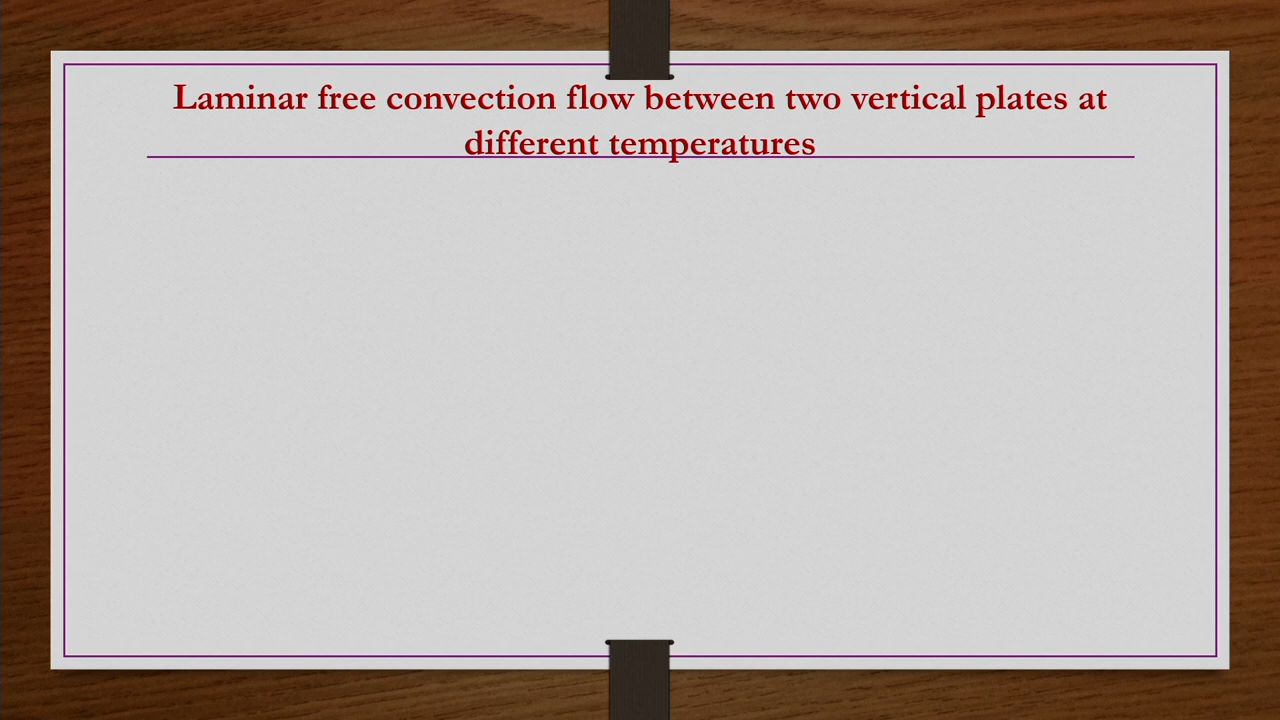 Laminar free convection flow between two vertical plates at
different temperatures